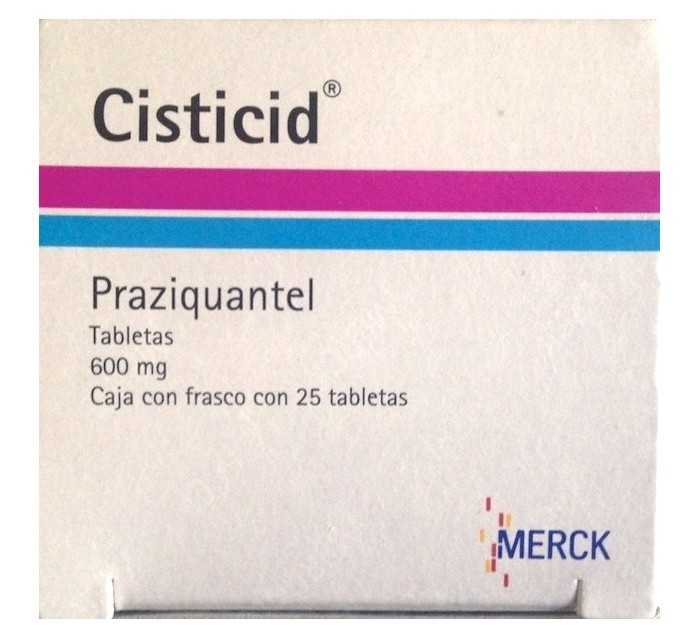 Cisticid®
Praziquantel
Tabletas
600 mg
Caja con frasco con 25 tabletas
MERCK